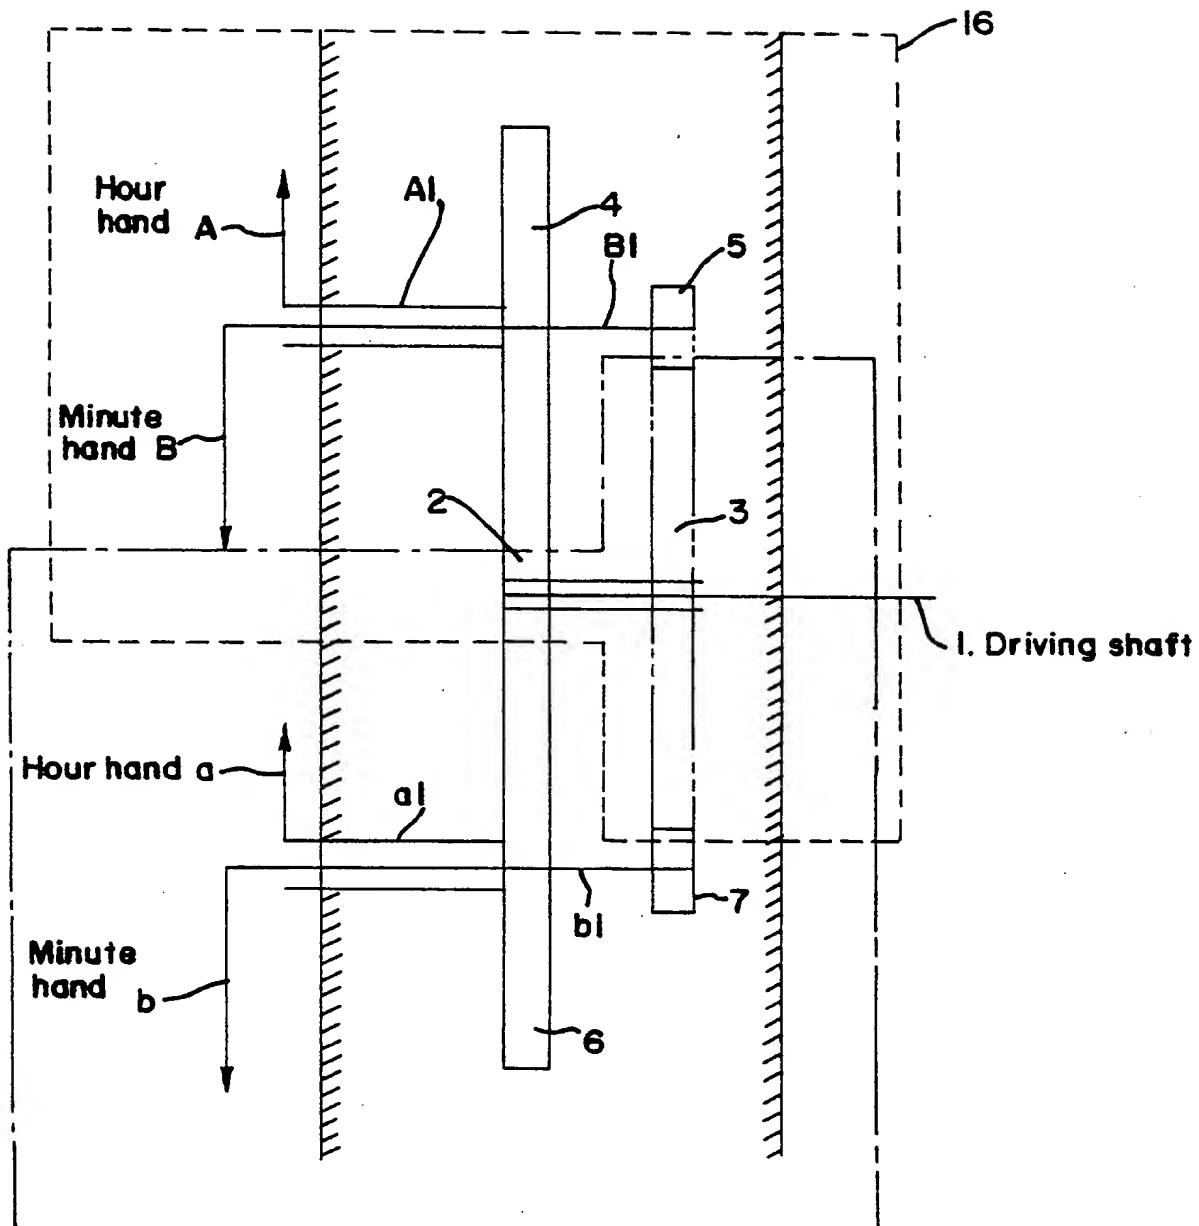 16
Hour
hand A
A1
4
B1
5
Minute
hand B
2
3
1. Driving shaft
Hour hand a
a1
b1
7
Minute
hand b
6